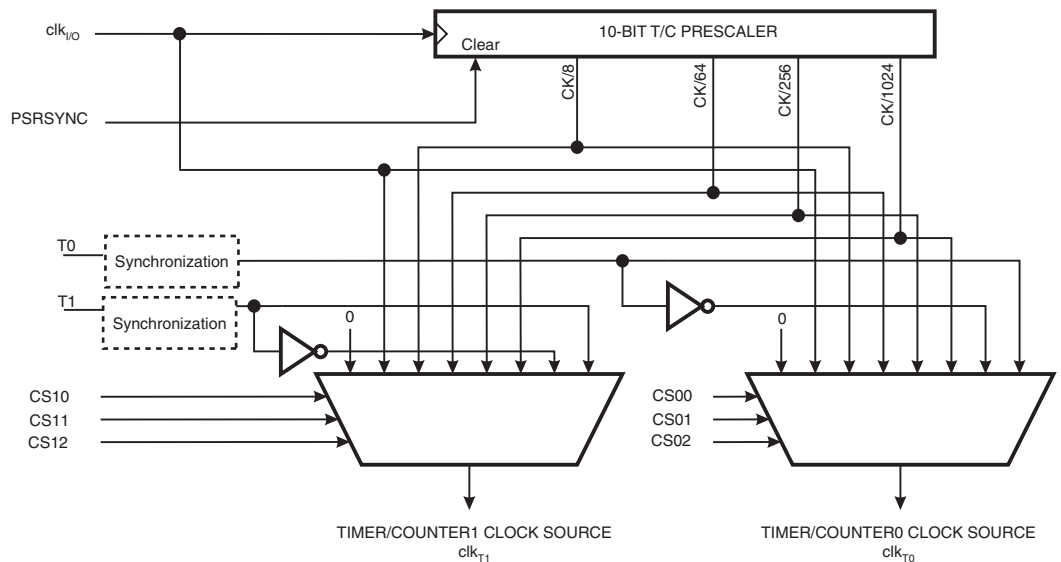 clkI/O
10-BIT T/C PRESCALER
Clear
CK/8
CK/64
CK/256
CK/1024
PSRSYNC
T0
Synchronization
T1
Synchronization
0
0
CS10
CS11
CS12
CS00
CS01
CS02
TIMER/COUNTER1 CLOCK SOURCE
clkT1
TIMER/COUNTER0 CLOCK SOURCE
clkT0